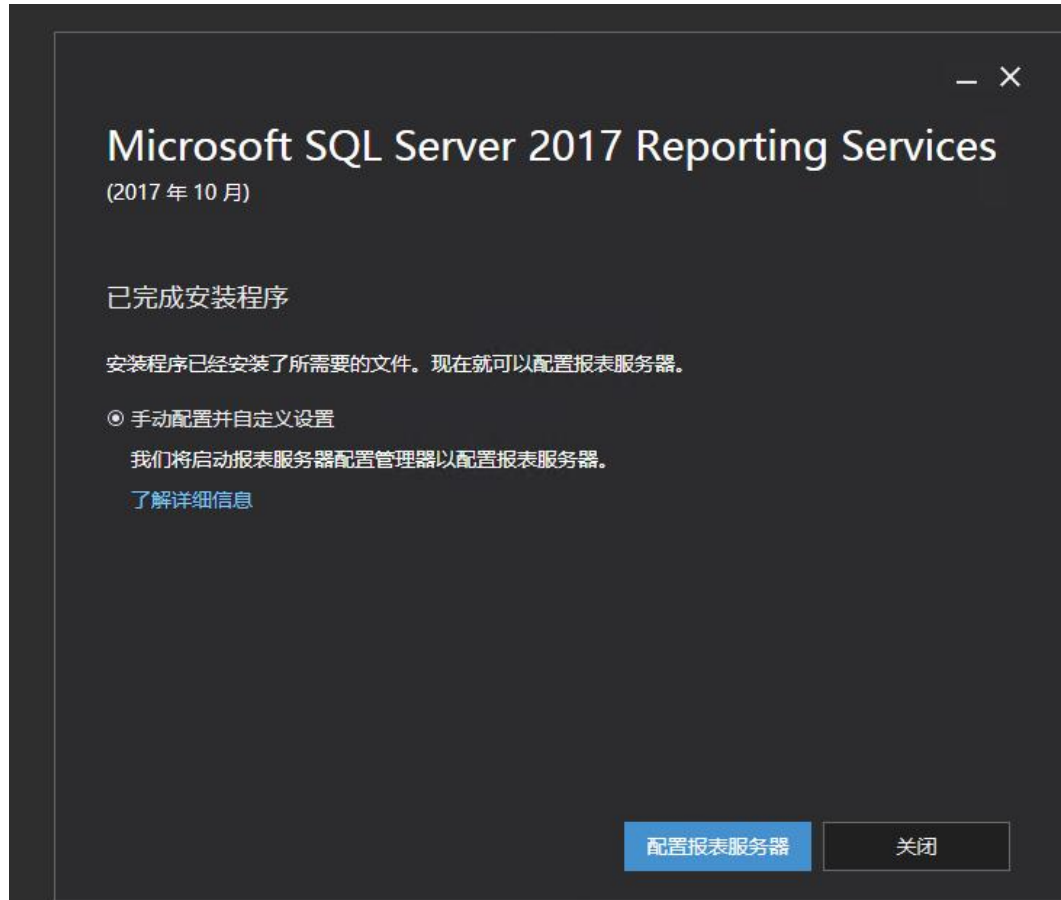 Microsoft SQL Server 2017 Reporting Services
(2017 年 10 月)
已完成安装程序
安装程序已经安装了所需要的文件。现在就可以配置报表服务器。
手动配置并自定义设置
我们将启动报表服务器配置管理器以配置报表服务器。
了解详细信息
配置报表服务器
关闭